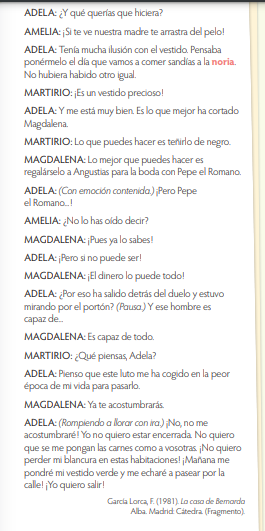 ADELA: ¿Y qué querías que hiciera?
AMELIA: ¡Si te ve nuestra madre te arrastra del pelo!
ADELA: Tenía mucha ilusión con el vestido. Pensaba
ponérmelo el día que vamos a comer sandías a la noria.
No hubiera habido otro igual.
MARTIRIO: ¡Es un vestido precioso!
ADELA: Y me está muy bien. Es lo que mejor ha cortado
Magdalena.
MARTIRIO: Lo que puedes hacer es teñirlo de negro.
MAGDALENA: Lo mejor que puedes hacer es
regalárselo a Angustias para la boda con Pepe el Romano.
ADELA: (Con emoción contenida.) ¡Pero Pepe
el Romano...!
AMELIA: ¿No lo has oído decir?
MAGDALENA: ¡Pues ya lo sabes!
ADELA: ¡Pero si no puede ser!
MAGDALENA: ¡El dinero lo puede todo!
ADELA: ¿Por eso ha salido detrás del duelo y estuvo
mirando por el portón? (Pausa.) Y ese hombre es
capaz de...
MAGDALENA: Es capaz de todo.
MARTIRIO: ¿Qué piensas, Adela?
ADELA: Pienso que este luto me ha cogido en la peor
época de mi vida para pasarlo.
MAGDALENA: Ya te acostumbrarás.
ADELA: (Rompiendo a llorar con ira.) ¡No, no me
acostumbraré! Yo no quiero estar encerrada. No quiero
que se me pongan las carnes como a vosotras. ¡No quiero
perder mi blancura en estas habitaciones! ¡Mañana me
pondré mi vestido verde y me echaré a pasear por la
calle! ¡Yo quiero salir!
García Lorca, F. (1981). La casa de Bernarda
Alba. Madrid: Cátedra. (Fragmento).